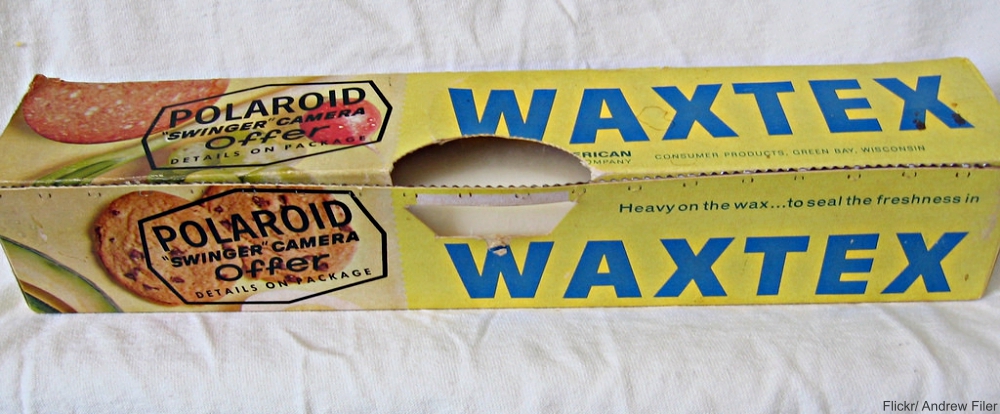 POLAROID
"SWINGER" CAMERA
Offer
DETAILS ON PACKAGE
WAXTEX
CONSUMER PRODUCTS, GREEN BAY, WISCONSIN
POLAROID
"SWINGER" CAMERA
Offer
DETAILS ON PACKAGE
Heavy on the wax...to seal the freshness in
WAXTEX
Flickr/ Andrew Filer